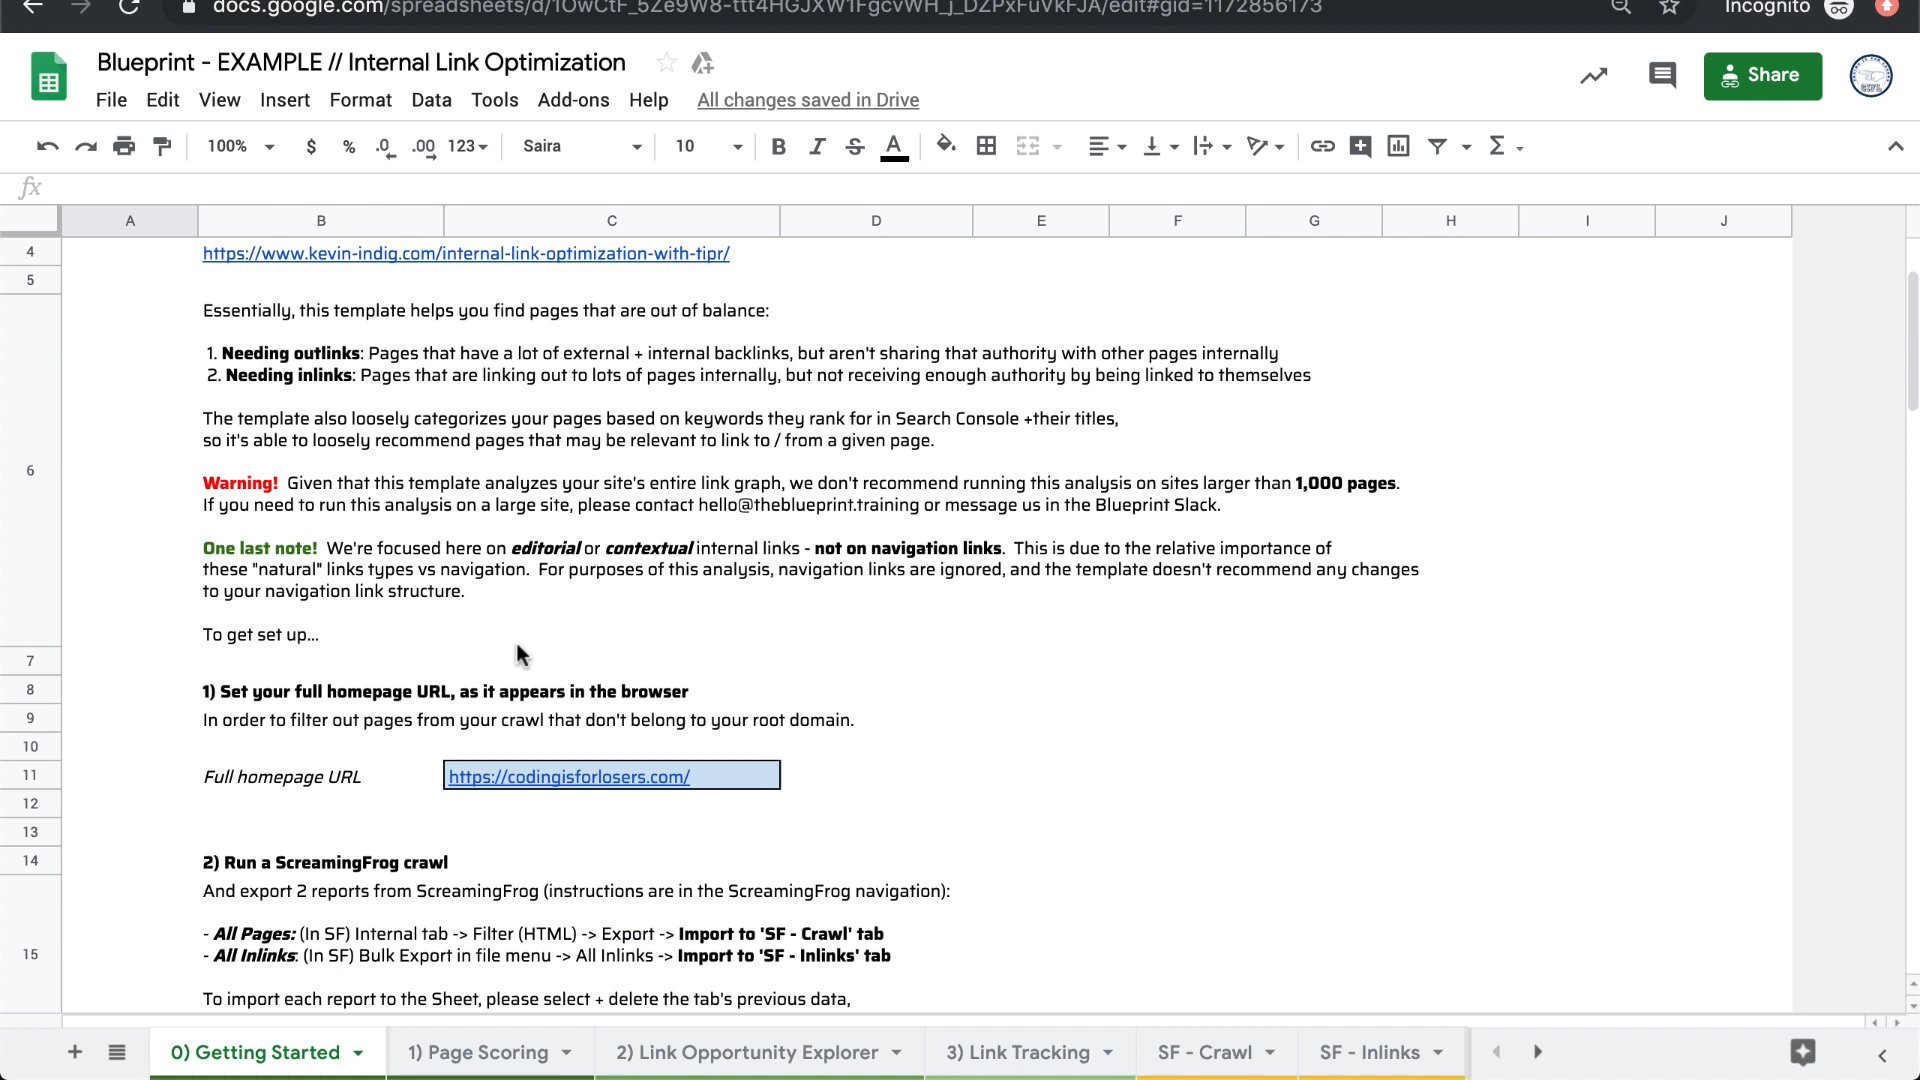 docs.google.com/spreadsheets/d/1OwCtF_5Ze9W8-ttt4HGJXW1FgcvWH_j_DZPxFuVkFJA/edit#gid=1172856173
Incognito
Blueprint - EXAMPLE // Internal Link Optimization
Share
File Edit View Insert Format Data Tools Add-ons Help All changes saved in Drive
100% $ % .0 .00 123 Saira 10 B I S A
fx
A B C D E F G H I J
4 https://www.kevin-indig.com/internal-link-optimization-with-tipr/
5
Essentially, this template helps you find pages that are out of balance:
1. Needing outlinks: Pages that have a lot of external + internal backlinks, but aren't sharing that authority with other pages internally
2. Needing inlinks: Pages that are linking out to lots of pages internally, but not receiving enough authority by being linked to themselves
The template also loosely categorizes your pages based on keywords they rank for in Search Console +their titles,
so it's able to loosely recommend pages that may be relevant to link to / from a given page.
6
Warning! Given that this template analyzes your site's entire link graph, we don't recommend running this analysis on sites larger than 1,000 pages.
If you need to run this analysis on a large site, please contact hello@theblueprint.training or message us in the Blueprint Slack.
One last note! We're focused here on editorial or contextual internal links - not on navigation links. This is due to the relative importance of
these "natural" links types vs navigation. For purposes of this analysis, navigation links are ignored, and the template doesn't recommend any changes
to your navigation link structure.
To get set up...
7
8 1) Set your full homepage URL, as it appears in the browser
9 In order to filter out pages from your crawl that don't belong to your root domain.
10
11 Full homepage URL https://codingisforlosers.com/
12
13
14 2) Run a ScreamingFrog crawl
And export 2 reports from ScreamingFrog (instructions are in the ScreamingFrog navigation):
- All Pages: (In SF) Internal tab -> Filter (HTML) -> Export -> Import to 'SF - Crawl' tab
15
- All Inlinks: (In SF) Bulk Export in file menu -> All Inlinks -> Import to 'SF - Inlinks' tab
To import each report to the Sheet, please select + delete the tab's previous data,
0) Getting Started 1) Page Scoring 2) Link Opportunity Explorer 3) Link Tracking SF - Crawl SF - Inlinks